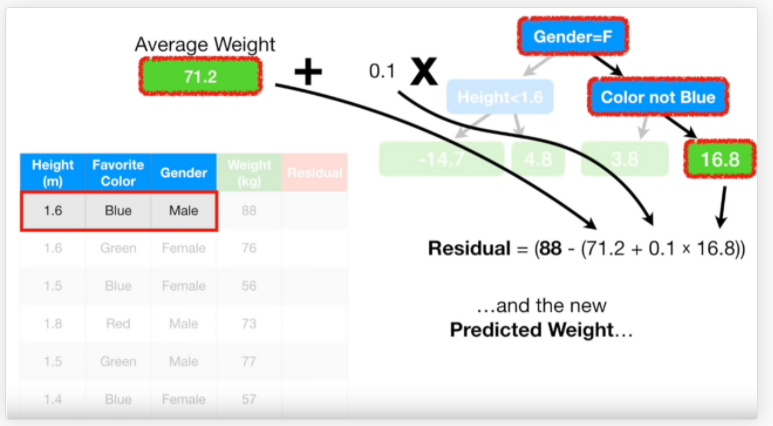 Average Weight
71.2
+
0.1
X
Gender=F
Height<1.6
Color not Blue
-14.7
4.8
3.8
16.8
Height (m) Favorite Color Gender Weight (kg) Residual
1.6 Blue Male 88
1.6 Green Female 76
1.5 Blue Female 56
1.8 Red Male 73
1.5 Green Male 77
1.4 Blue Female 57
Residual = (88 - (71.2 + 0.1 x 16.8))
…and the new
Predicted Weight…